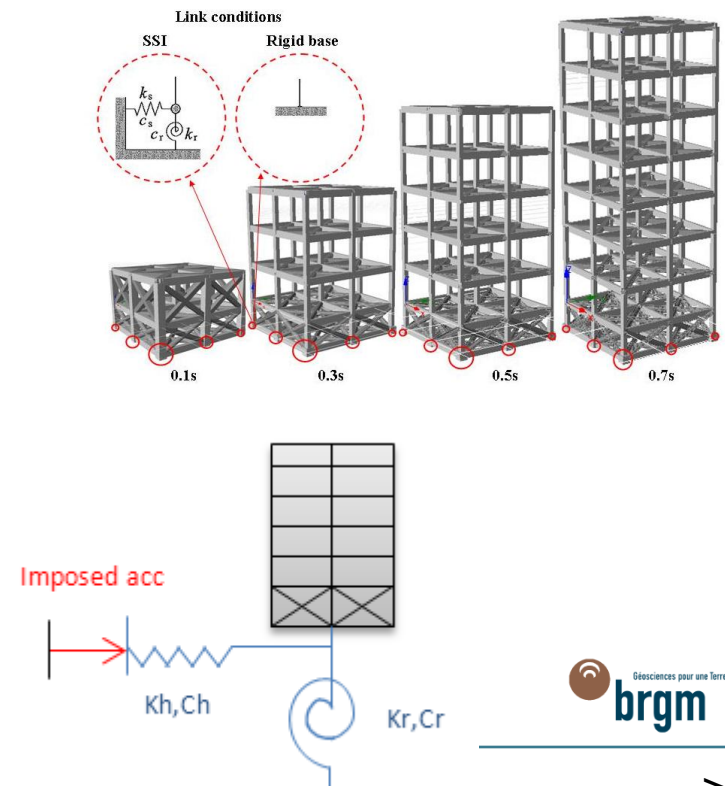 Link conditions
SSI
Rigid base
ks
cs
cr
kr
0.1s
0.3s
0.5s
0.7s
Imposed acc
Kh,Ch
Kr,Cr
Géosciences pour une Terre
brgm